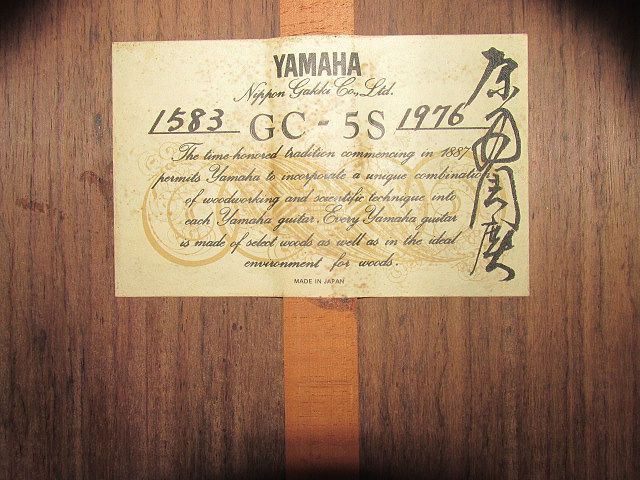 YAMAHA
Nippon Gakki Co., Ltd.
1583 GC-5S 1976
The time-honored tradition commencing in 1887
permits Yamaha to incorporate a unique combination
of woodworking and scientific technique into
each Yamaha guitar. Every Yamaha guitar
is made of select woods as well as in the ideal
environment for woods.
MADE IN JAPAN